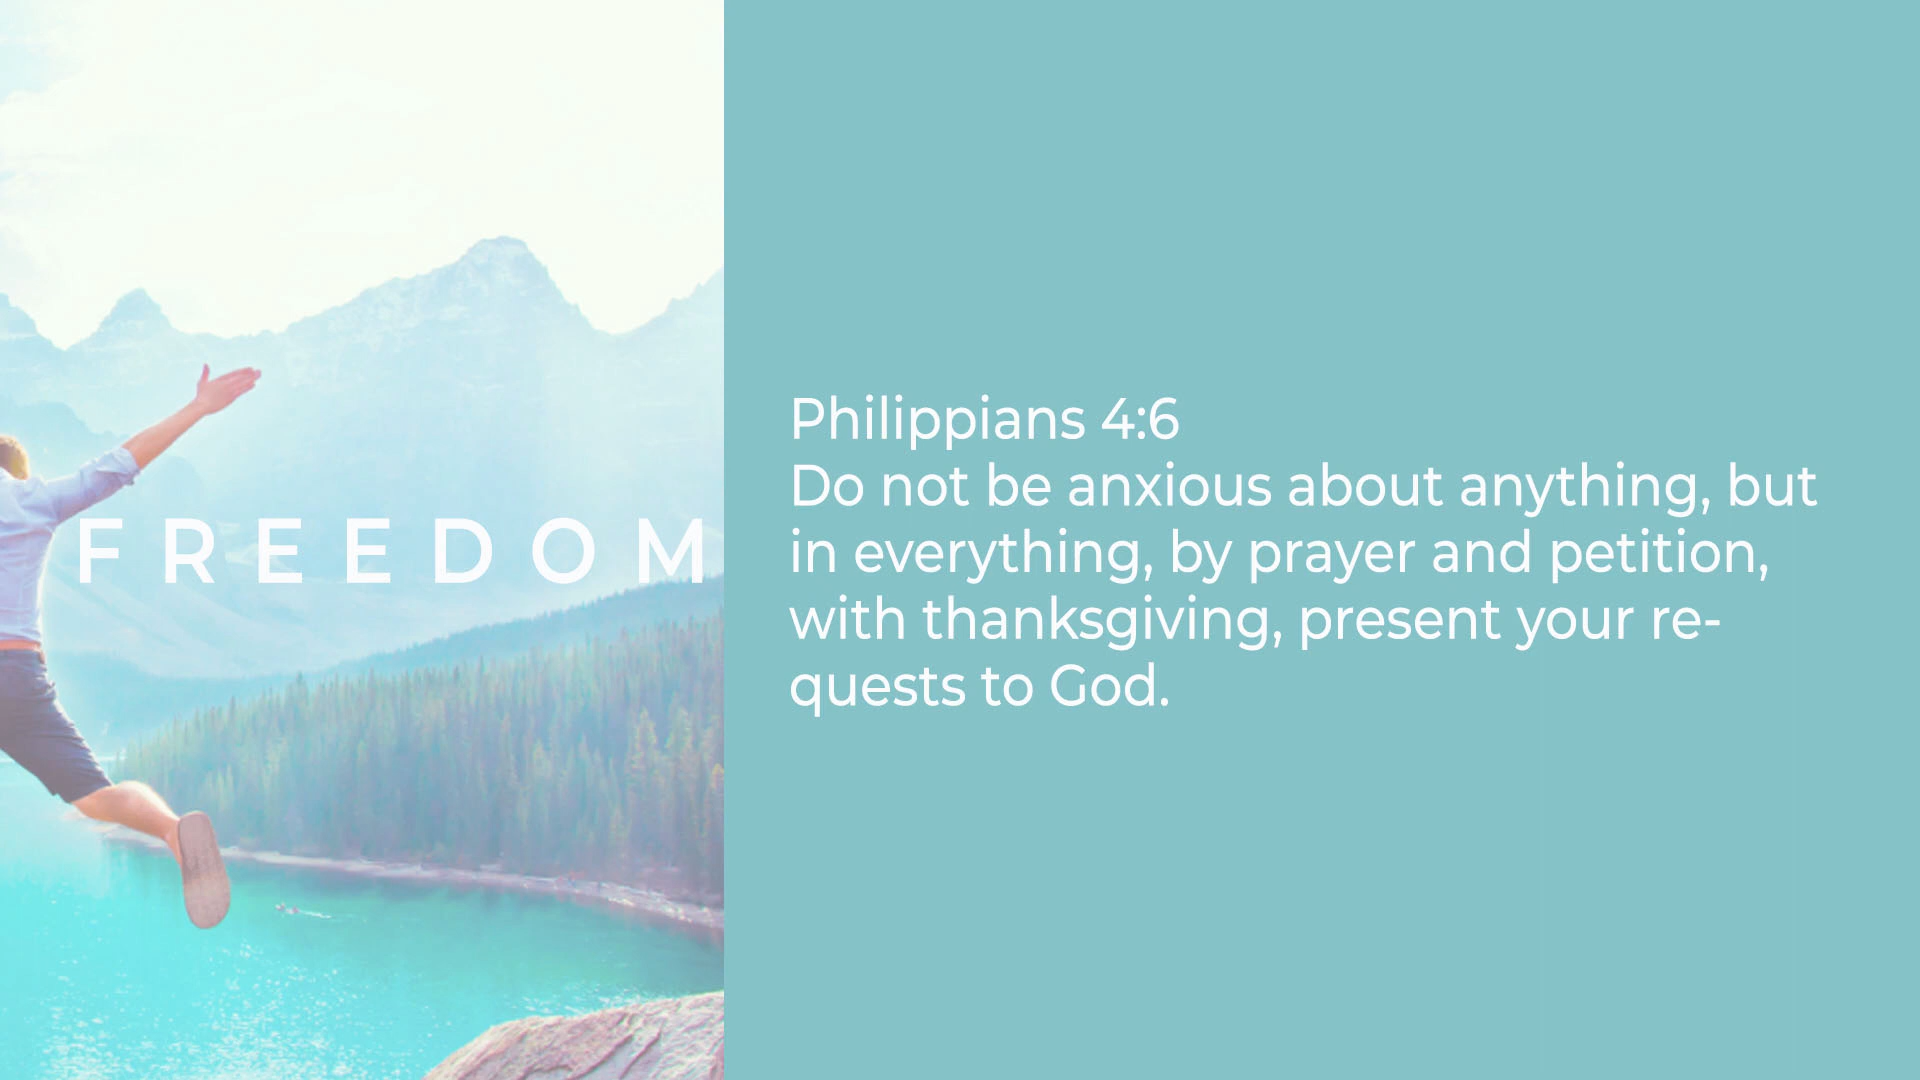 FREEDOM
Philippians 4:6
Do not be anxious about anything, but
in everything, by prayer and petition,
with thanksgiving, present your re-
quests to God.